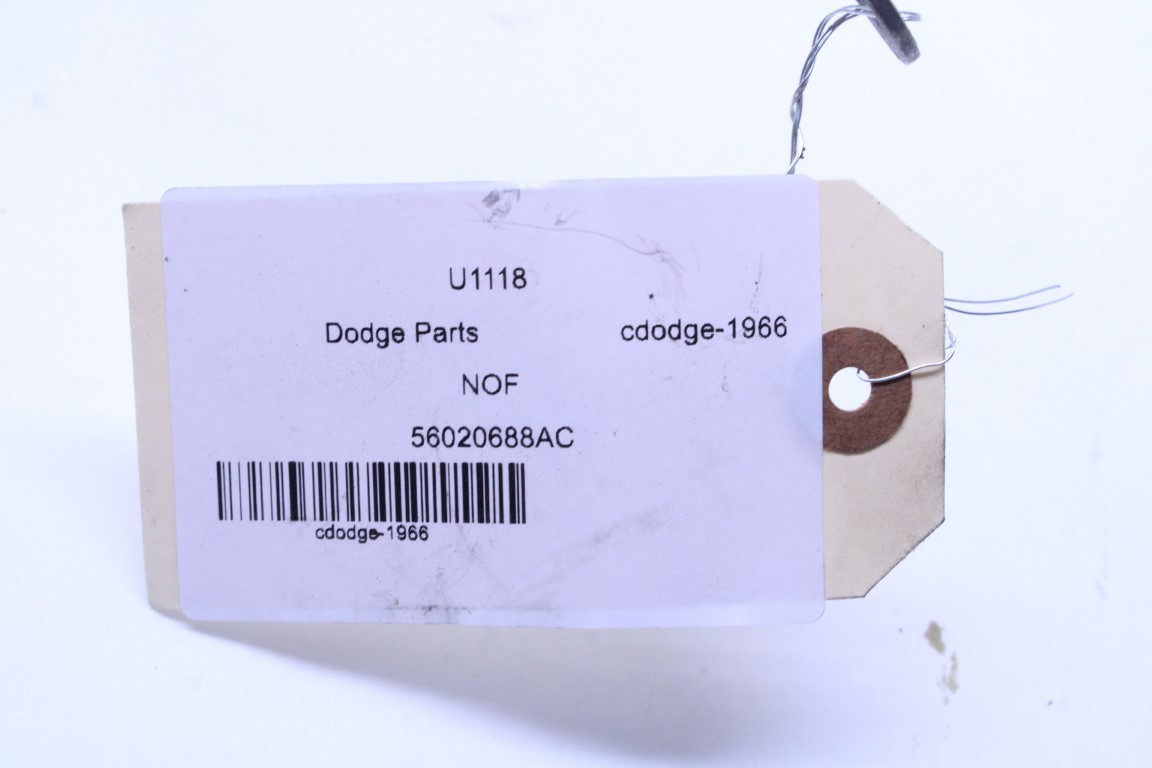 U1118
Dodge Parts cdodge-1966
NOF
56020688AC
cdodge-1966